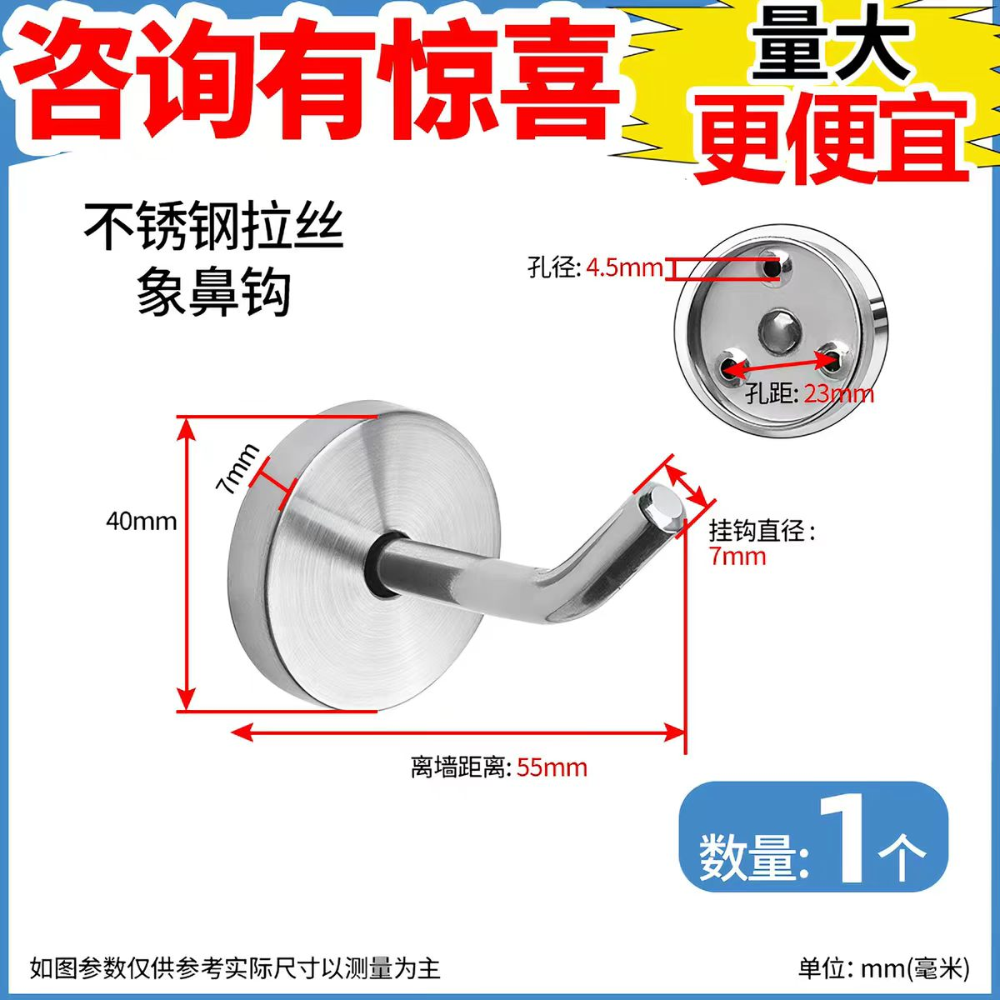 咨询有惊喜
量大
更便宜
不锈钢拉丝
象鼻钩
孔径: 4.5mm
孔距: 23mm
7mm
40mm
挂钩直径:
7mm
离墙距离: 55mm
数量: 1个
如图参数仅供参考实际尺寸以测量为主
单位: mm(毫米)